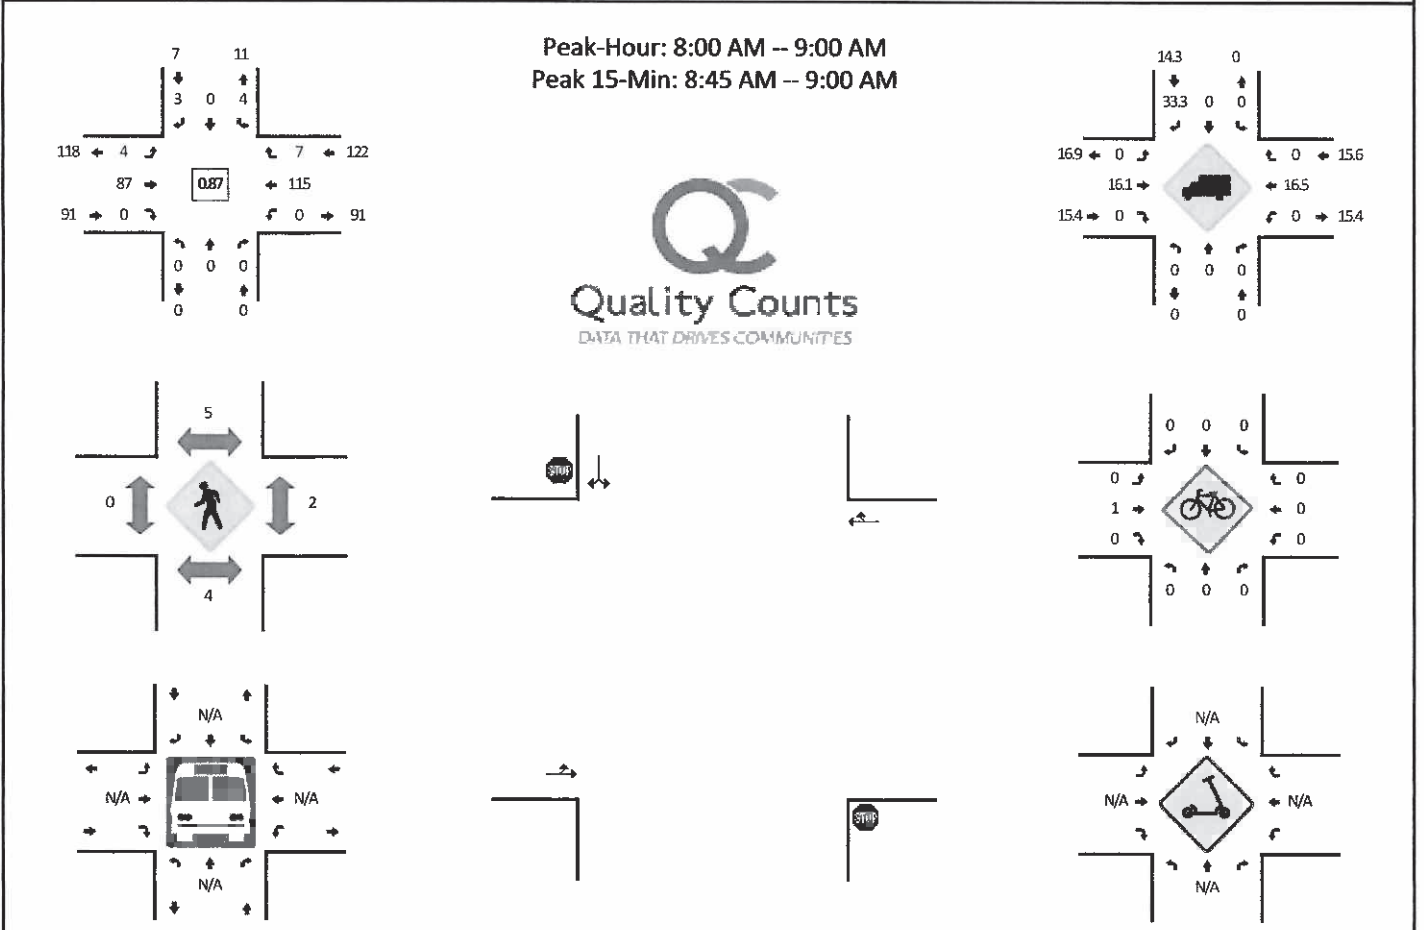 Peak-Hour: 8:00 AM -- 9:00 AM
Peak 15-Min: 8:45 AM -- 9:00 AM
7 11
3 0 4
118 4 7 122
87 0.87 115
91 0 0 91
0 0 0
0 0
QC
Quality Counts
DATA THAT DRIVES COMMUNITIES
14.3 0
33.3 0 0
16.9 0 0 15.6
16.1 16.5
15.4 0 0 15.4
0 0 0
0 0
5
0 2
4
STOP
STOP
0 0 0
0 0
1 0
0 0
0 0 0
N/A
N/A N/A
N/A
N/A
N/A N/A
N/A